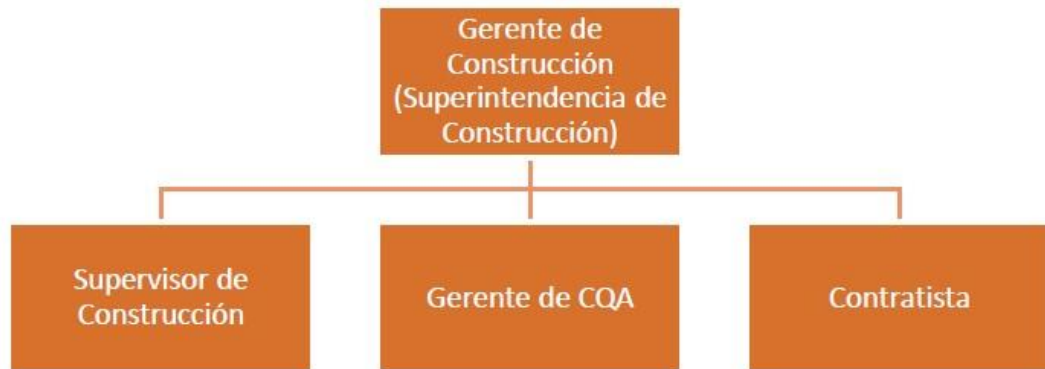 Gerente de
Construcción
(Superintendencia de
Construcción)
Supervisor de
Construcción
Gerente de CQA
Contratista